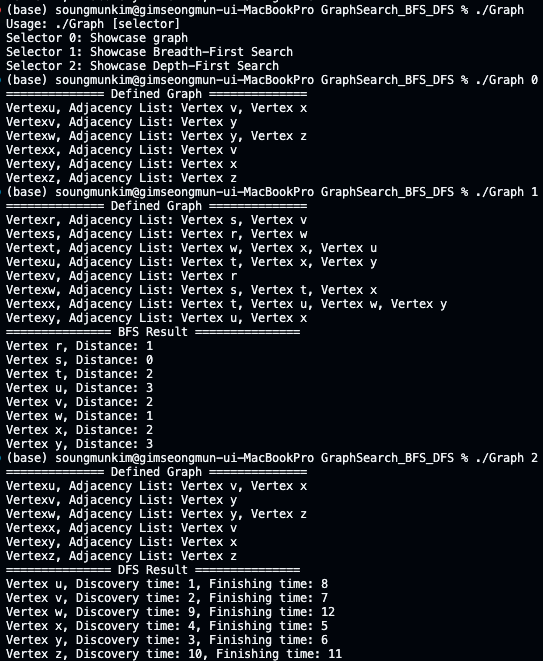 (base) soungmunkim@gimseongmun-ui-MacBookPro GraphSearch_BFS_DFS % ./Graph
Usage: ./Graph [selector]
Selector 0: Showcase graph
Selector 1: Showcase Breadth-First Search
Selector 2: Showcase Depth-First Search
(base) soungmunkim@gimseongmun-ui-MacBookPro GraphSearch_BFS_DFS % ./Graph 0
============== Defined Graph ==============
Vertexu, Adjacency List: Vertex v, Vertex x
Vertexv, Adjacency List: Vertex y
Vertexw, Adjacency List: Vertex y, Vertex z
Vertexx, Adjacency List: Vertex v
Vertexy, Adjacency List: Vertex x
Vertexz, Adjacency List: Vertex z
(base) soungmunkim@gimseongmun-ui-MacBookPro GraphSearch_BFS_DFS % ./Graph 1
============== Defined Graph ==============
Vertexr, Adjacency List: Vertex s, Vertex v
Vertexs, Adjacency List: Vertex r, Vertex w
Vertext, Adjacency List: Vertex w, Vertex x, Vertex u
Vertexu, Adjacency List: Vertex t, Vertex x, Vertex y
Vertexv, Adjacency List: Vertex r
Vertexw, Adjacency List: Vertex s, Vertex t, Vertex x
Vertexx, Adjacency List: Vertex t, Vertex u, Vertex w, Vertex y
Vertexy, Adjacency List: Vertex u, Vertex x
=============== BFS Result ===============
Vertex r, Distance: 1
Vertex s, Distance: 0
Vertex t, Distance: 2
Vertex u, Distance: 3
Vertex v, Distance: 2
Vertex w, Distance: 1
Vertex x, Distance: 2
Vertex y, Distance: 3
(base) soungmunkim@gimseongmun-ui-MacBookPro GraphSearch_BFS_DFS % ./Graph 2
============== Defined Graph ==============
Vertexu, Adjacency List: Vertex v, Vertex x
Vertexv, Adjacency List: Vertex y
Vertexw, Adjacency List: Vertex y, Vertex z
Vertexx, Adjacency List: Vertex v
Vertexy, Adjacency List: Vertex x
Vertexz, Adjacency List: Vertex z
=============== DFS Result ===============
Vertex u, Discovery time: 1, Finishing time: 8
Vertex v, Discovery time: 2, Finishing time: 7
Vertex w, Discovery time: 9, Finishing time: 12
Vertex x, Discovery time: 4, Finishing time: 5
Vertex y, Discovery time: 3, Finishing time: 6
Vertex z, Discovery time: 10, Finishing time: 11